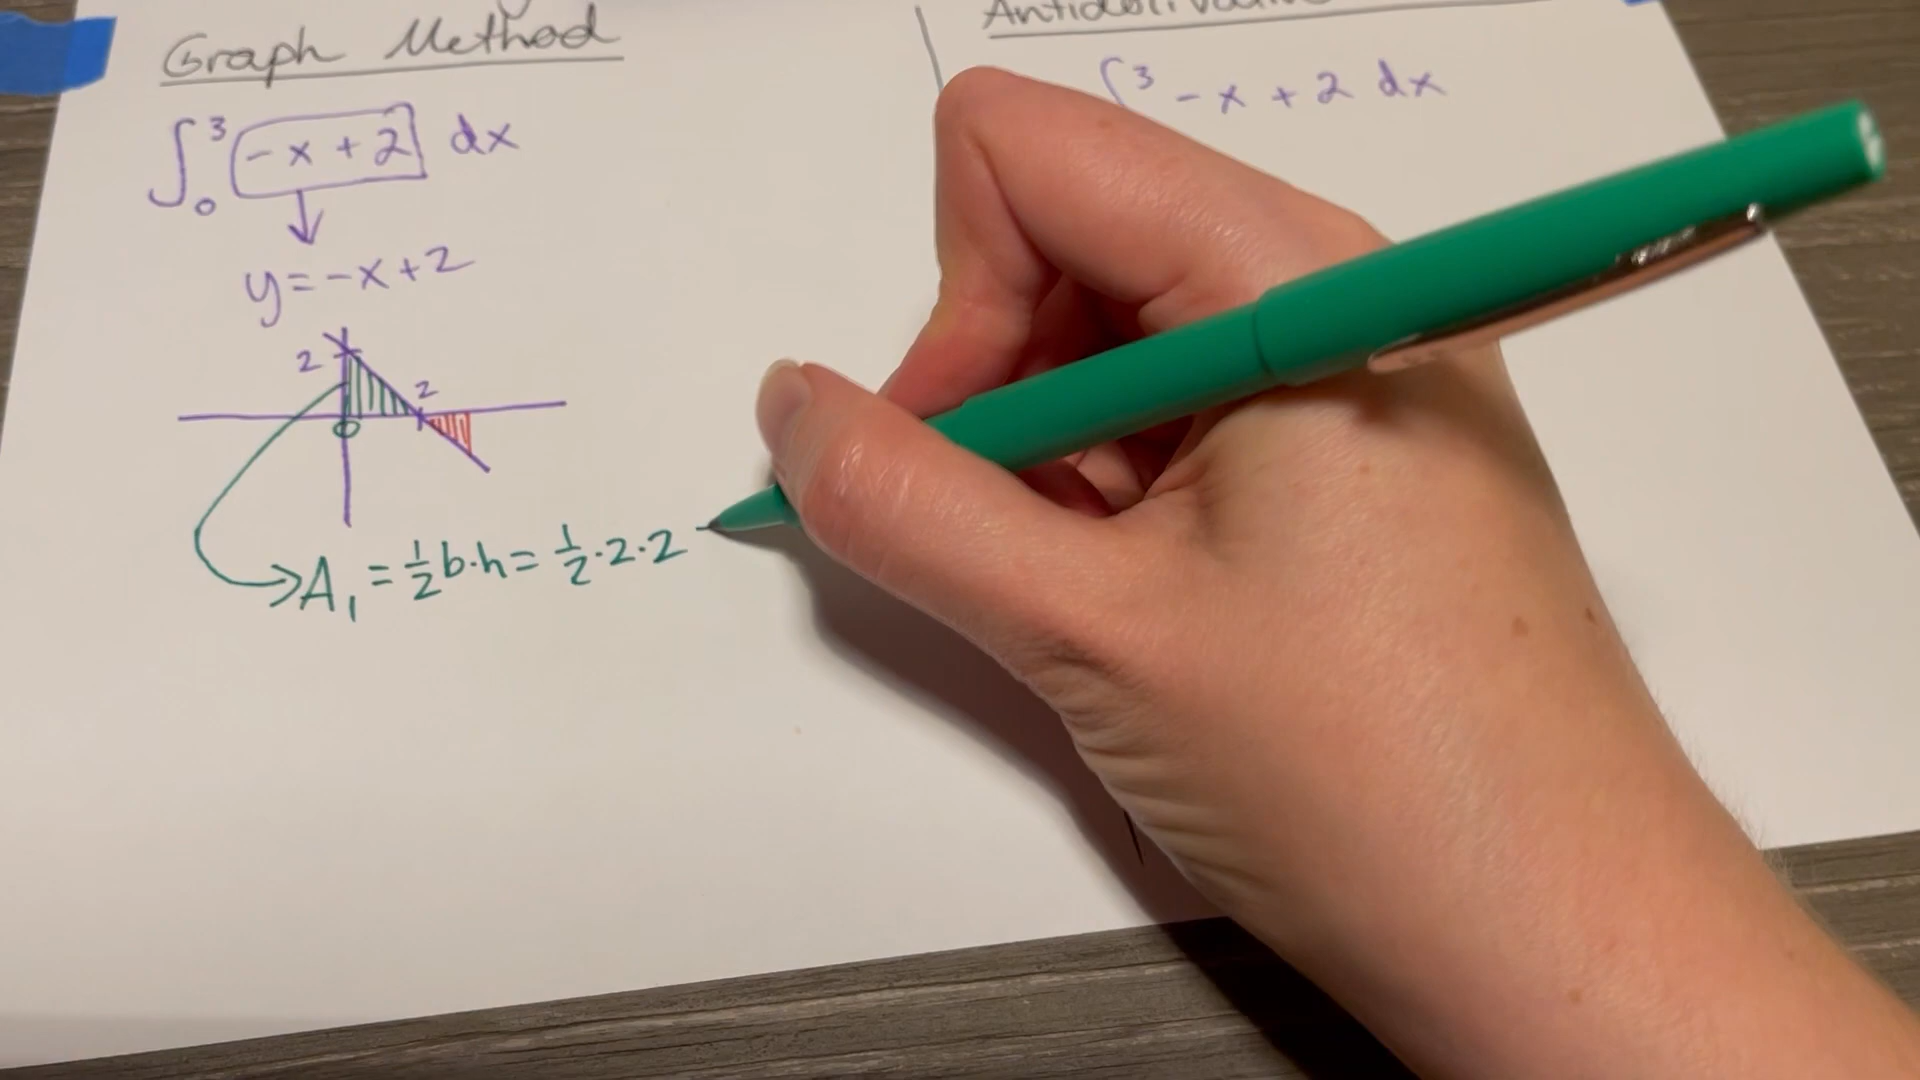 Graph Method
∫₀³ -x + 2 dx
y = -x + 2
2
2
0
A₁ = ½ b·h = ½·2·2
∫³ -x + 2 dx